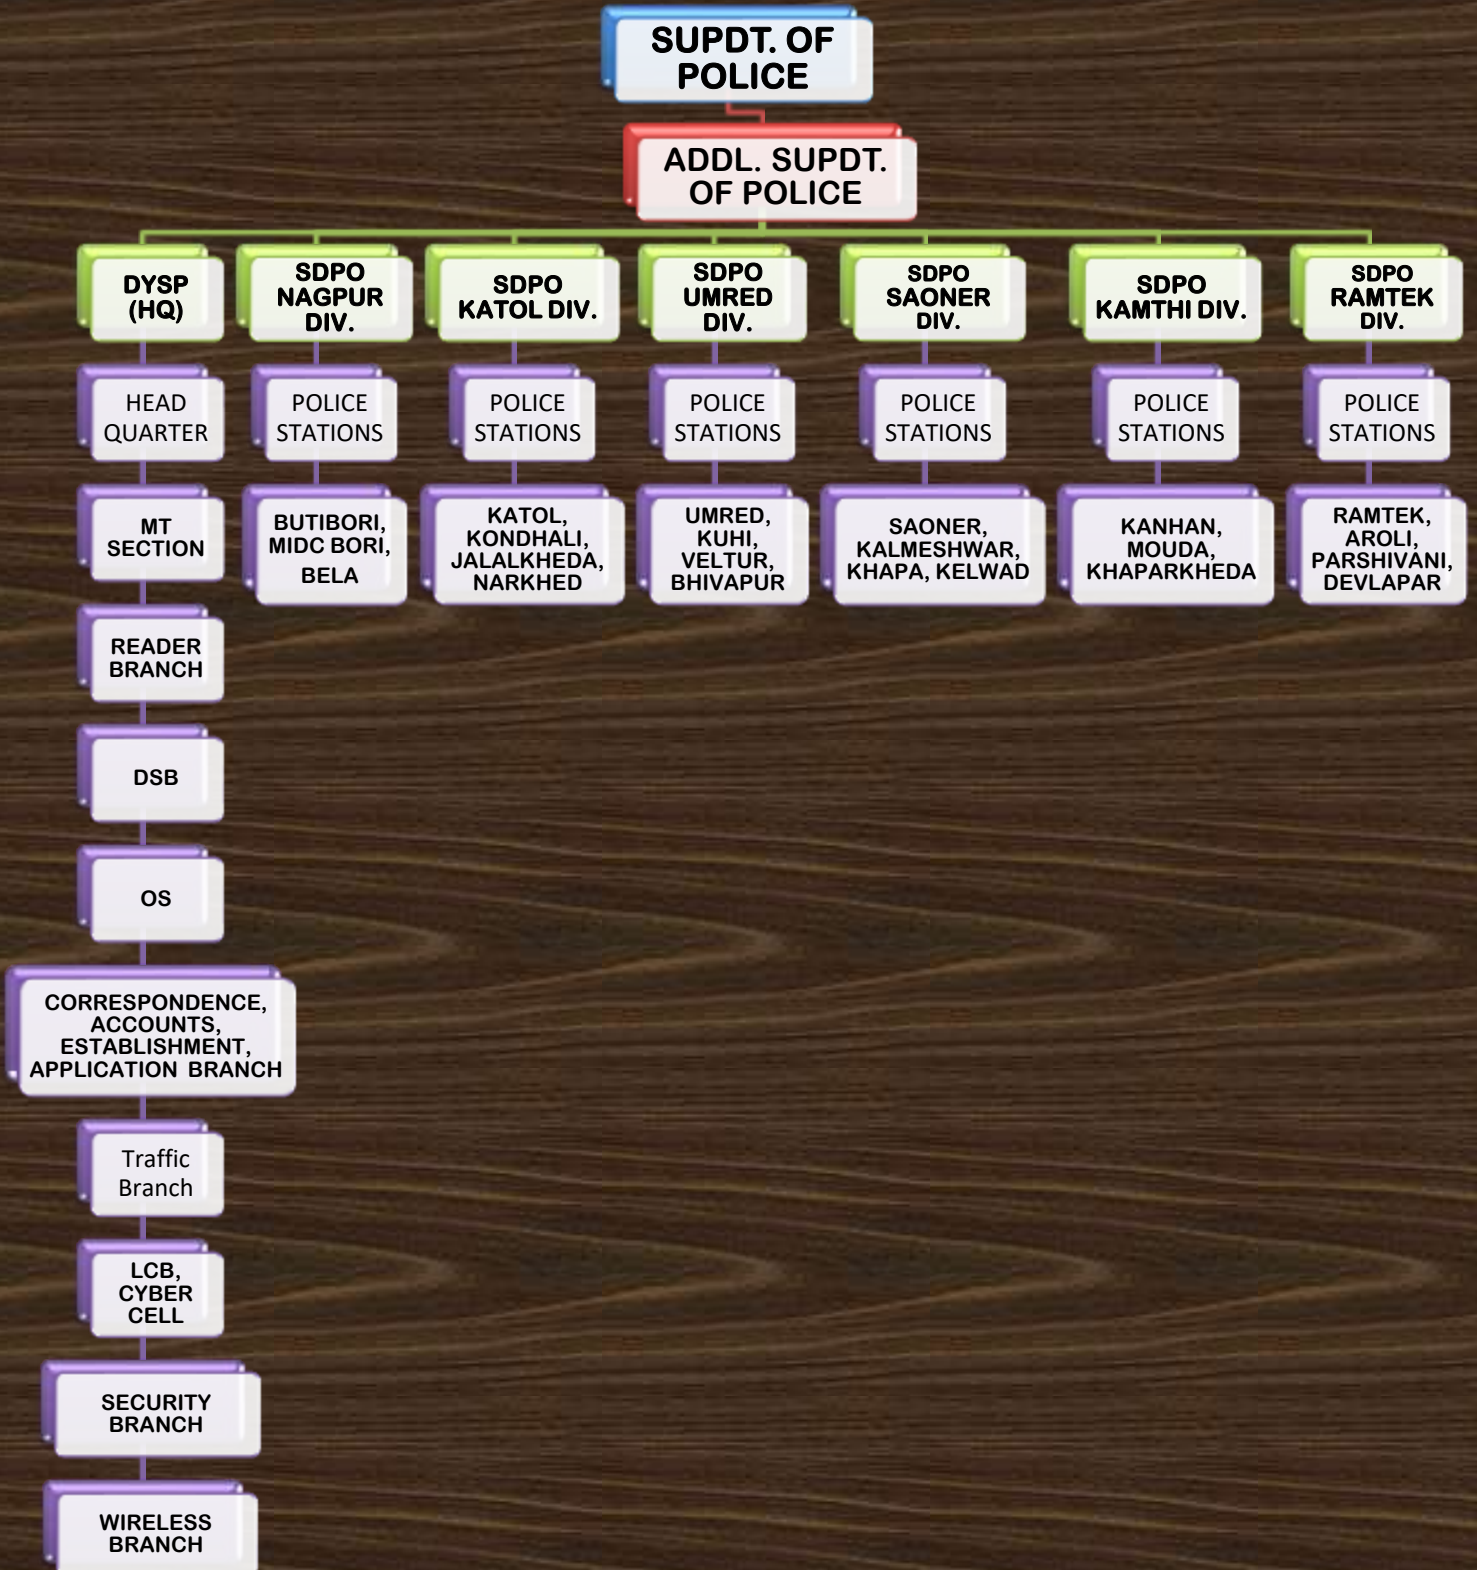 SUPDT. OF
POLICE
ADDL. SUPDT.
OF POLICE
DYSP
(HQ)
SDPO
NAGPUR
DIV.
SDPO
KATOL DIV.
SDPO
UMRED
DIV.
SDPO
SAONER
DIV.
SDPO
KAMTHI DIV.
SDPO
RAMTEK
DIV.
HEAD
QUARTER
POLICE
STATIONS
POLICE
STATIONS
POLICE
STATIONS
POLICE
STATIONS
POLICE
STATIONS
POLICE
STATIONS
MT
SECTION
BUTIBORI,
MIDC BORI,
BELA
KATOL,
KONDHALI,
JALALKHEDA,
NARKHED
UMRED,
KUHI,
VELTUR,
BHIVAPUR
SAONER,
KALMESHWAR,
KHAPA, KELWAD
KANHAN,
MOUDA,
KHAPARKHEDA
RAMTEK,
AROLI,
PARSHIVANI,
DEVLAPAR
READER
BRANCH
DSB
OS
CORRESPONDENCE,
ACCOUNTS,
ESTABLISHMENT,
APPLICATION BRANCH
Traffic
Branch
LCB,
CYBER
CELL
SECURITY
BRANCH
WIRELESS
BRANCH